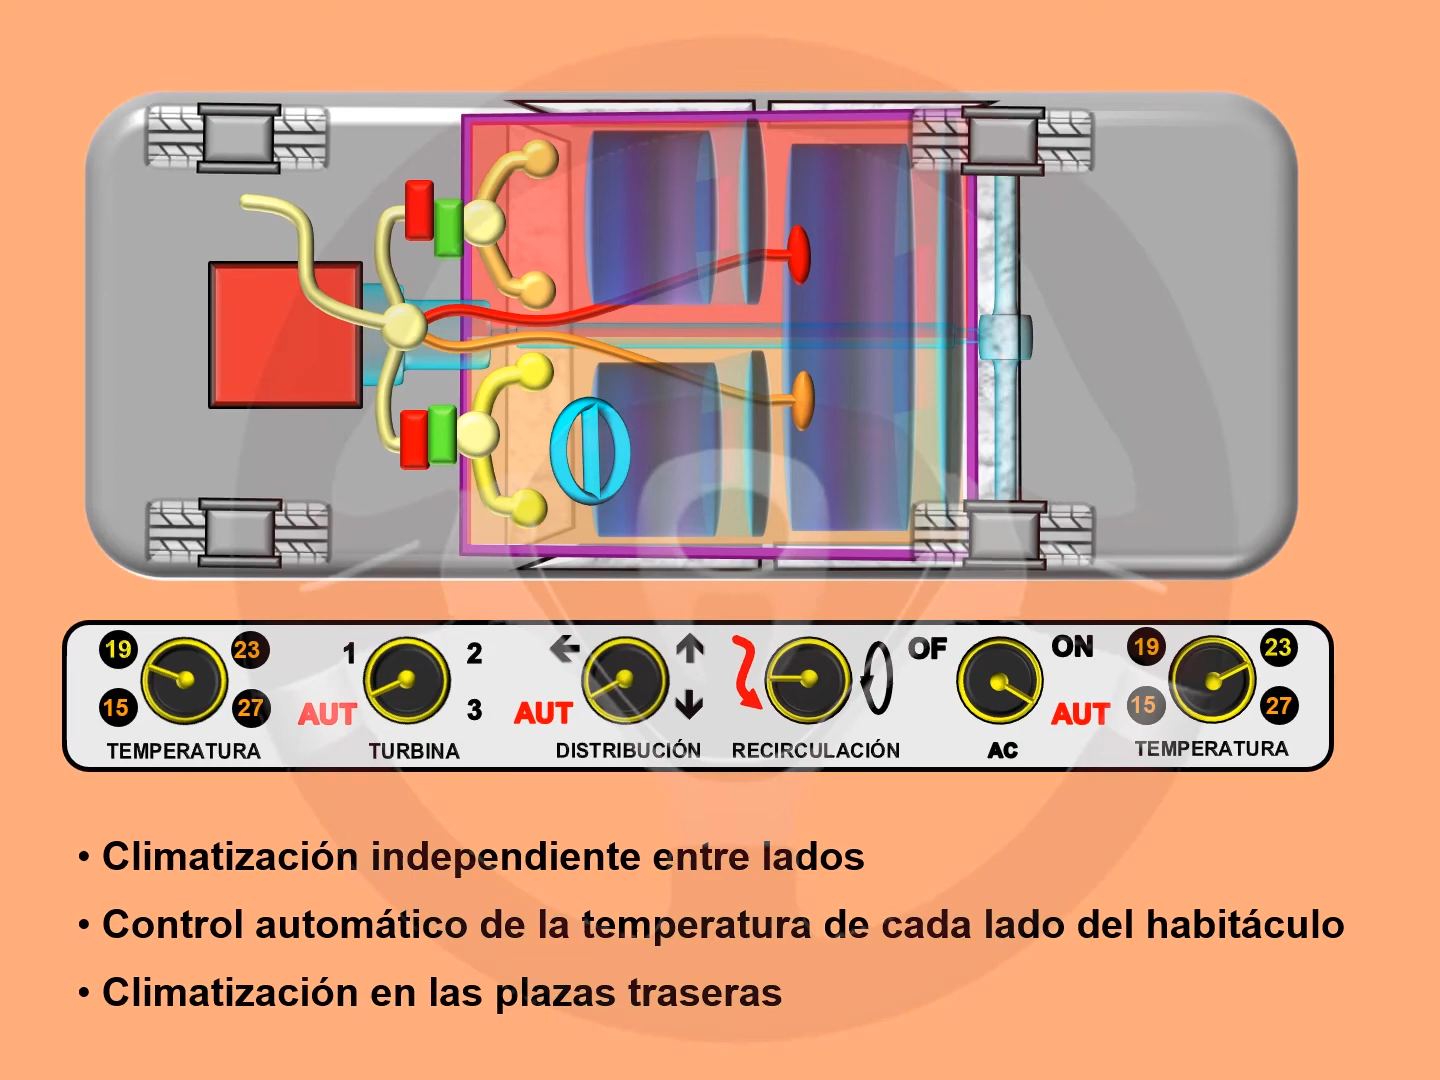 19 23 1 2 OF ON 19 23
15 27 AUT 3 AUT AUT 15 27
TEMPERATURA TURBINA DISTRIBUCIÓN RECIRCULACIÓN AC TEMPERATURA
• Climatización independiente entre lados
• Control automático de la temperatura de cada lado del habitáculo
• Climatización en las plazas traseras